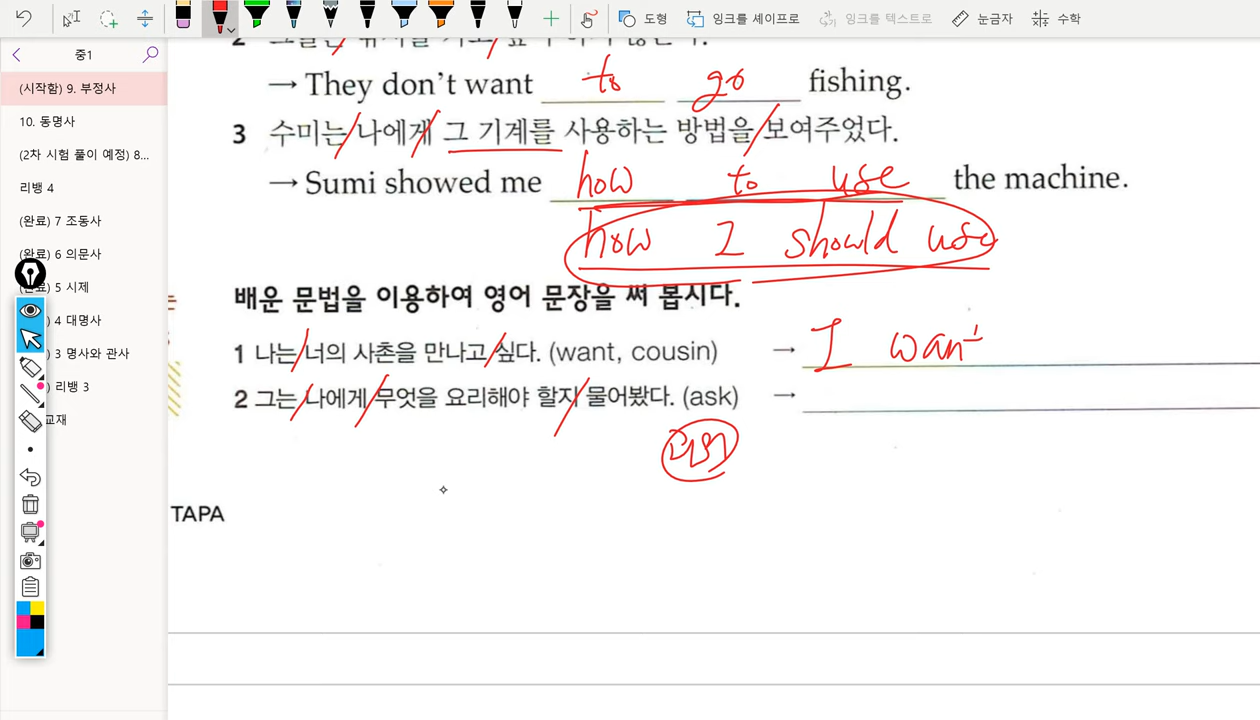 도형 잉크를 셰이프로 잉크를 텍스트로 눈금자 수학
중1
(시작함) 9. 부정사
10. 동명사
(2차 시험 풀이 예정) 8...
리뱅 4
(완료) 7 조동사
(완료) 6 의문사
5 시제
4 대명사
) 3 명사와 관사
) 리뱅 3
교재
2
→ They don't want to go fishing.
3 수미는/나에게/그 기계를 사용하는 방법을/보여주었다.
→ Sumi showed me how to use the machine.
how I should use
배운 문법을 이용하여 영어 문장을 써 봅시다.
1 나는/너의 사촌을 만나고/싶다. (want, cousin) → I want
2 그는/나에게/무엇을 요리해야 할지/물어봤다. (ask) →
TAPA